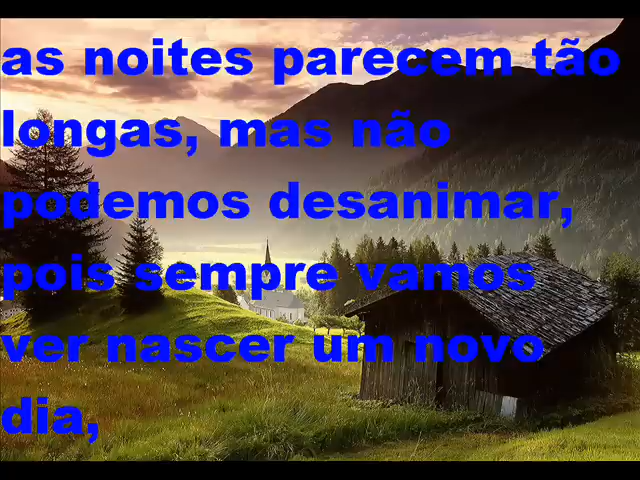 as noites parecem tão
longas, mas não
podemos desanimar,
pois sempre vamos
ver nascer um novo
dia,